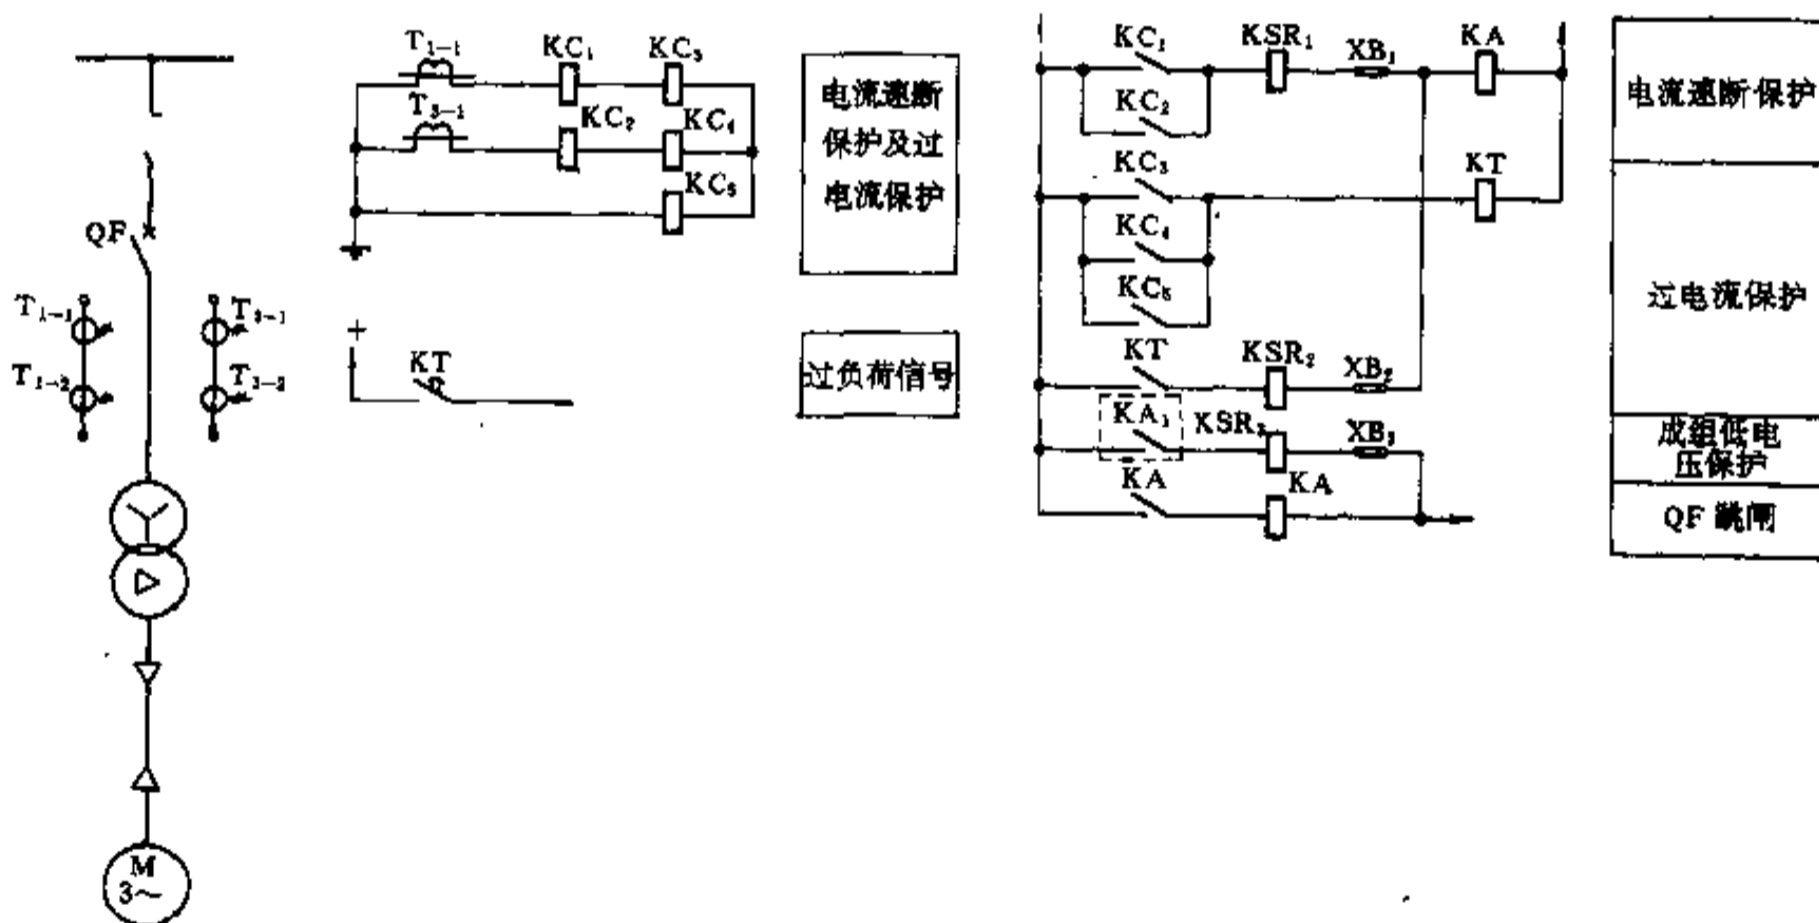 QF
T₁₋₁
T₃₋₁
T₁₋₂
T₃₋₂
M
3～
T₁₋₁
KC₁
KC₃
T₃₋₁
KC₂
KC₄
KC₅
电流速断
保护及过
电流保护
+
KT
过负荷信号
KC₁
KSR₁
XB₁
KA
KC₂
KC₃
KT
KC₄
KC₅
KT
KSR₂
XB₂
KA₁
KSR₃
XB₃
KA
KA
电流速断保护
过电流保护
成组低电
压保护
QF 跳闸